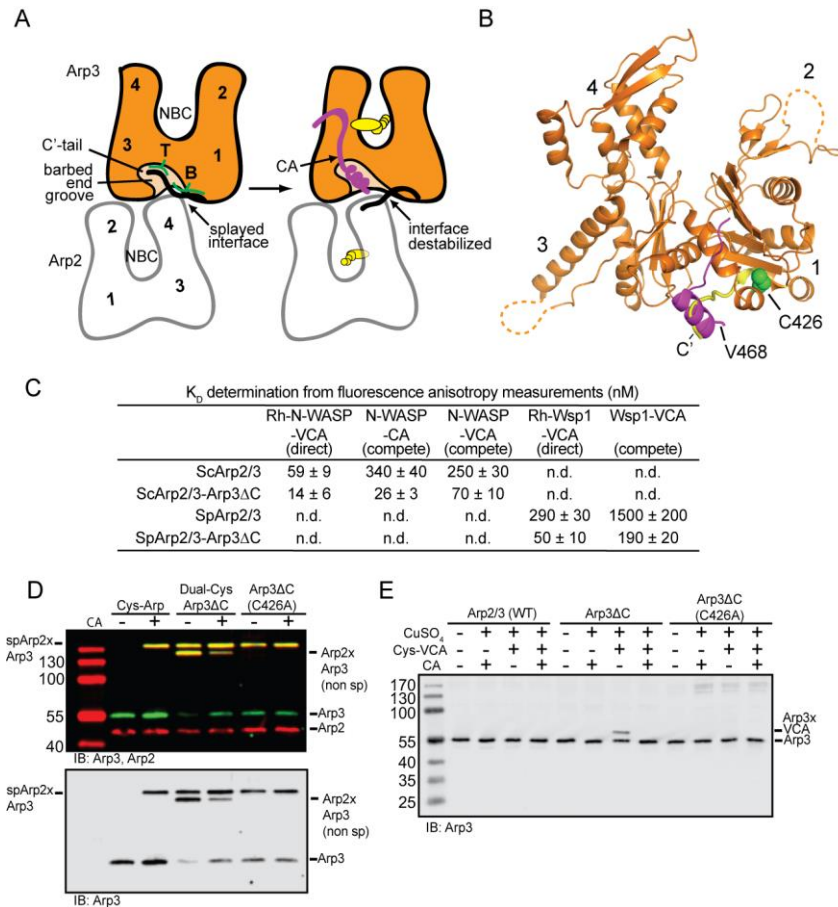 A
Arp3
4
NBC
2
3
T
1
C'-tail
barbed
end
groove
B
2
4
splayed
interface
Arp2
NBC
1
3
CA
interface
destabilized
B
4
2
3
1
C426
C'
V468
C
K_D determination from fluorescence anisotropy measurements (nM)
Rh-N-WASP N-WASP N-WASP Rh-Wsp1 Wsp1-VCA
-VCA -CA -VCA -VCA
(direct) (compete) (compete) (direct) (compete)
ScArp2/3 59 ± 9 340 ± 40 250 ± 30 n.d. n.d.
ScArp2/3-Arp3ΔC 14 ± 6 26 ± 3 70 ± 10 n.d. n.d.
SpArp2/3 n.d. n.d. n.d. 290 ± 30 1500 ± 200
SpArp2/3-Arp3ΔC n.d. n.d. n.d. 50 ± 10 190 ± 20
D
Cys-Arp
Dual-Cys
Arp3ΔC
Arp3ΔC
(C426A)
CA - + - + - +
spArp2x
Arp3
130
100
55
40
Arp2x
Arp3
(non sp)
Arp3
Arp2
IB: Arp3, Arp2
spArp2x
Arp3
Arp2x
Arp3
(non sp)
Arp3
IB: Arp3
E
Arp2/3 (WT)
Arp3ΔC
Arp3ΔC
(C426A)
CuSO₄ - + + + - + + + - + + +
Cys-VCA - - + + - - + + - - + +
CA - + - + - + - + - + - +
170
130
100
55
40
35
25
Arp3x
VCA
Arp3
IB: Arp3